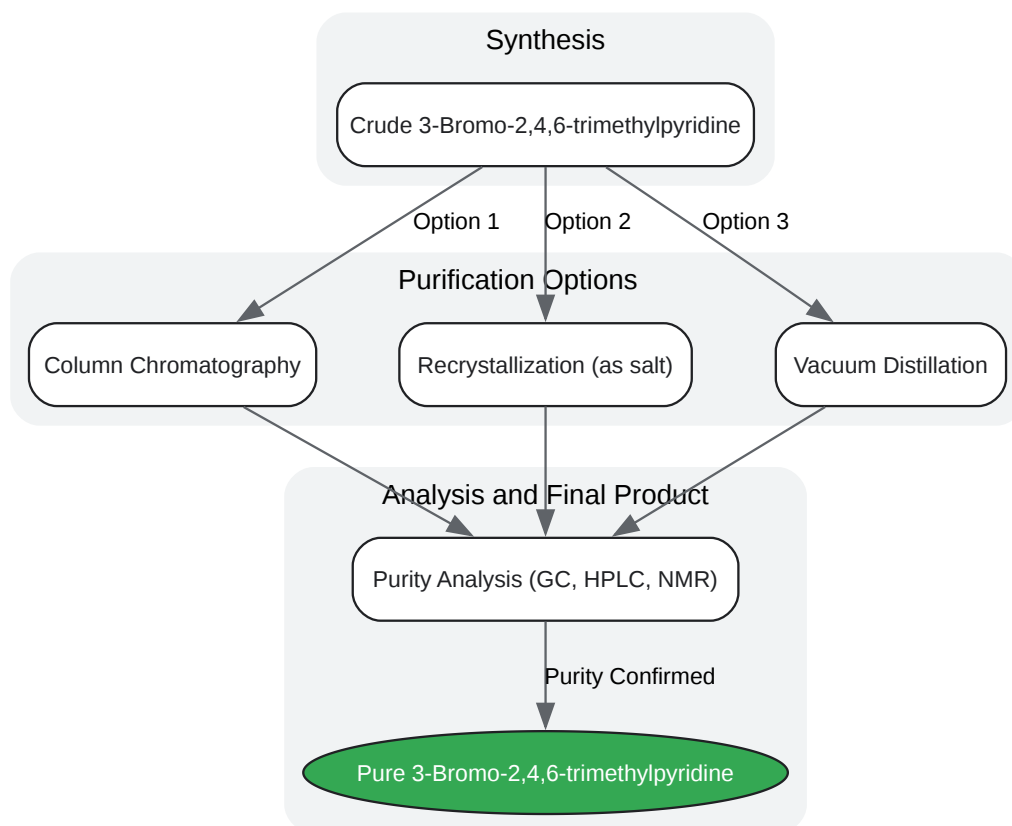 Synthesis
Crude 3-Bromo-2,4,6-trimethylpyridine
Option 1
Option 2
Option 3
Purification Options
Column Chromatography
Recrystallization (as salt)
Vacuum Distillation
Analysis and Final Product
Purity Analysis (GC, HPLC, NMR)
Purity Confirmed
Pure 3-Bromo-2,4,6-trimethylpyridine